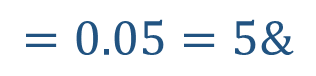 = 0.05 = 5&